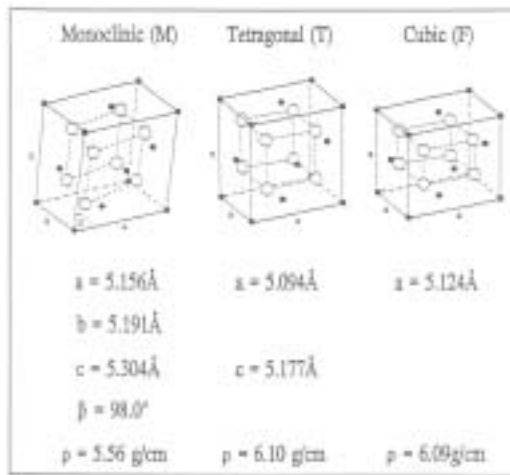 Monoclinic (M) Tetragonal (T) Cubic (F)
a = 5.156Å a = 5.094Å a = 5.124Å
b = 5.191Å
c = 5.304Å c = 5.177Å
β = 98.0°
ρ = 5.56 g/cm ρ = 6.10 g/cm ρ = 6.09g/cm